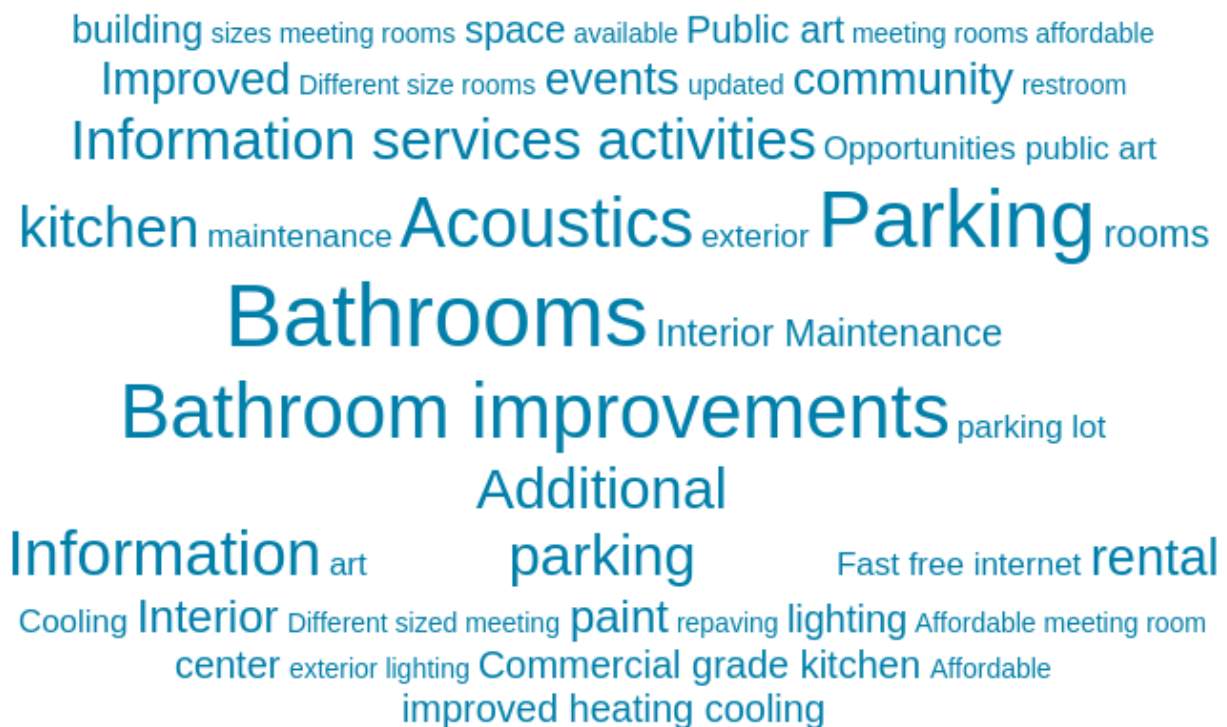 building sizes meeting rooms space available Public art meeting rooms affordable
Improved Different size rooms events updated community restroom
Information services activities Opportunities public art
kitchen maintenance Acoustics exterior Parking rooms
Bathrooms Interior Maintenance
Bathroom improvements parking lot
Additional
Information art parking Fast free internet rental
Cooling Interior Different sized meeting paint repaving lighting Affordable meeting room
center exterior lighting Commercial grade kitchen Affordable
improved heating cooling